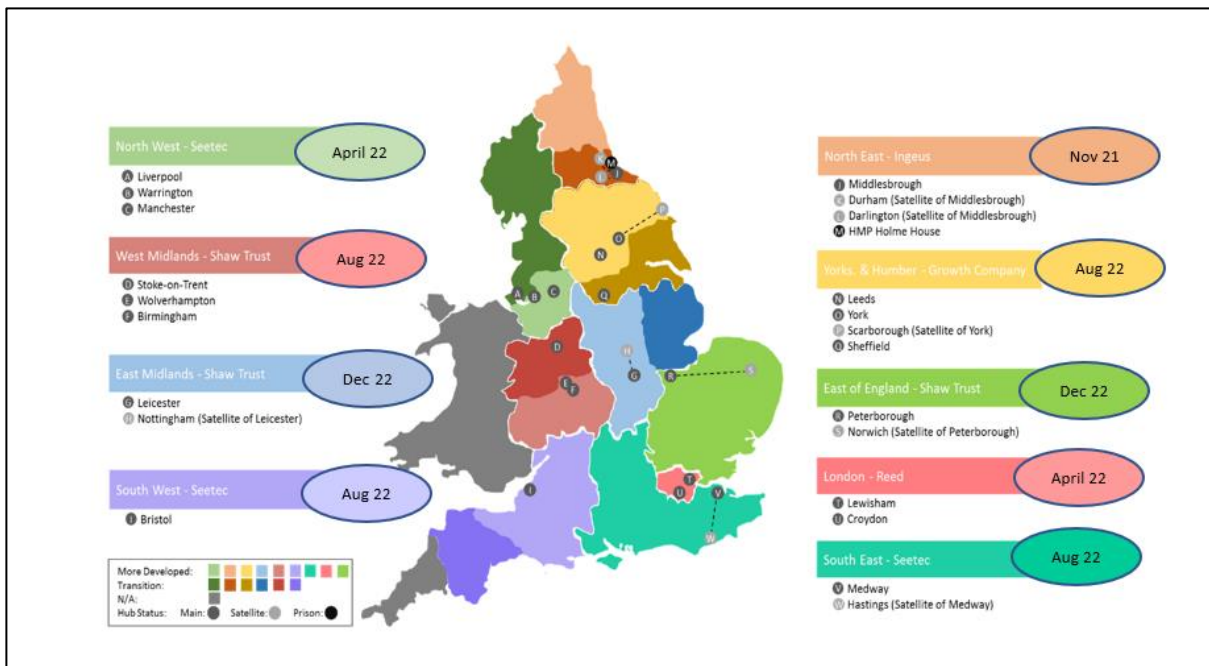 North West - Seetec
April 22
A Liverpool
B Warrington
C Manchester
West Midlands - Shaw Trust
Aug 22
D Stoke-on-Trent
E Wolverhampton
F Birmingham
East Midlands - Shaw Trust
Dec 22
G Leicester
H Nottingham (Satellite of Leicester)
South West - Seetec
Aug 22
I Bristol
More Developed:
Transition:
N/A:
Hub Status: Main: Satellite: Prison:
K
M
L
J
P
O
N
Q
A
B
C
D
E
F
H
G
R
S
I
T
U
V
W
North East - Ingeus
Nov 21
J Middlesbrough
K Durham (Satellite of Middlesbrough)
L Darlington (Satellite of Middlesbrough)
M HMP Holme House
Yorks. & Humber - Growth Company
Aug 22
N Leeds
O York
P Scarborough (Satellite of York)
Q Sheffield
East of England - Shaw Trust
Dec 22
R Peterborough
S Norwich (Satellite of Peterborough)
London - Reed
April 22
T Lewisham
U Croydon
South East - Seetec
Aug 22
V Medway
W Hastings (Satellite of Medway)